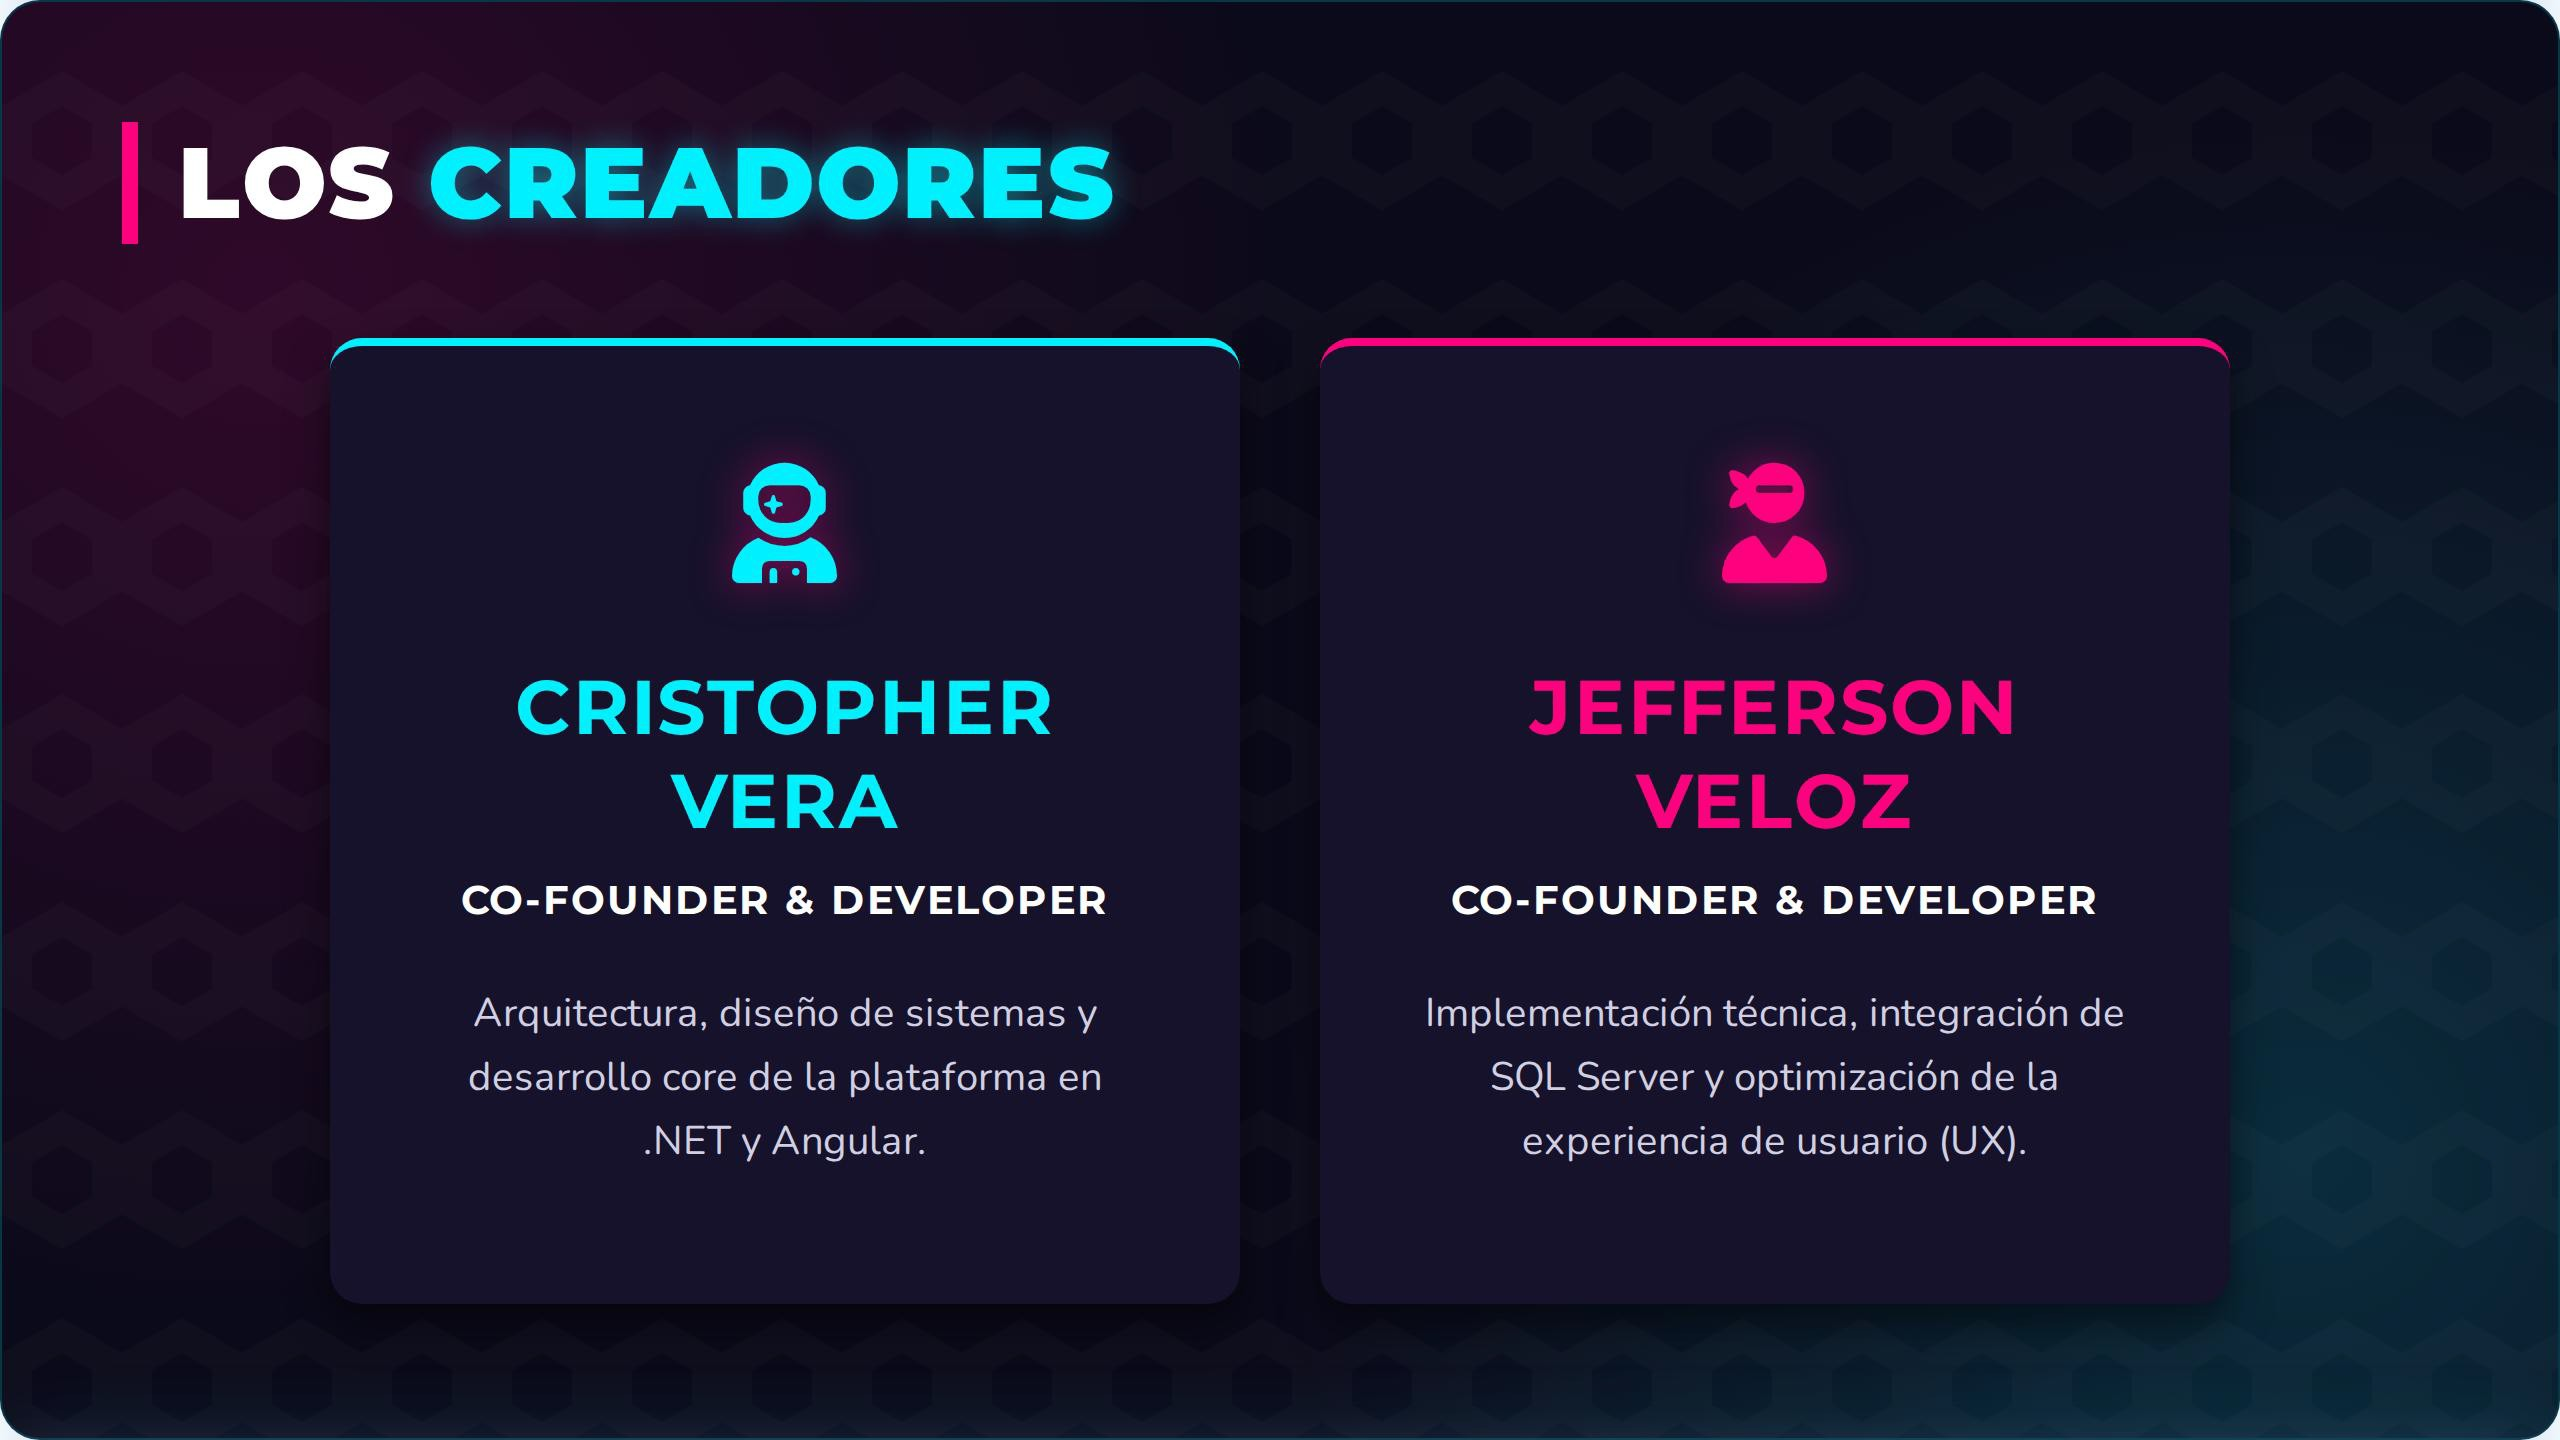 LOS CREADORES
CRISTOPHER
VERA
CO-FOUNDER & DEVELOPER
Arquitectura, diseño de sistemas y
desarrollo core de la plataforma en
.NET y Angular.
JEFFERSON
VELOZ
CO-FOUNDER & DEVELOPER
Implementación técnica, integración de
SQL Server y optimización de la
experiencia de usuario (UX).